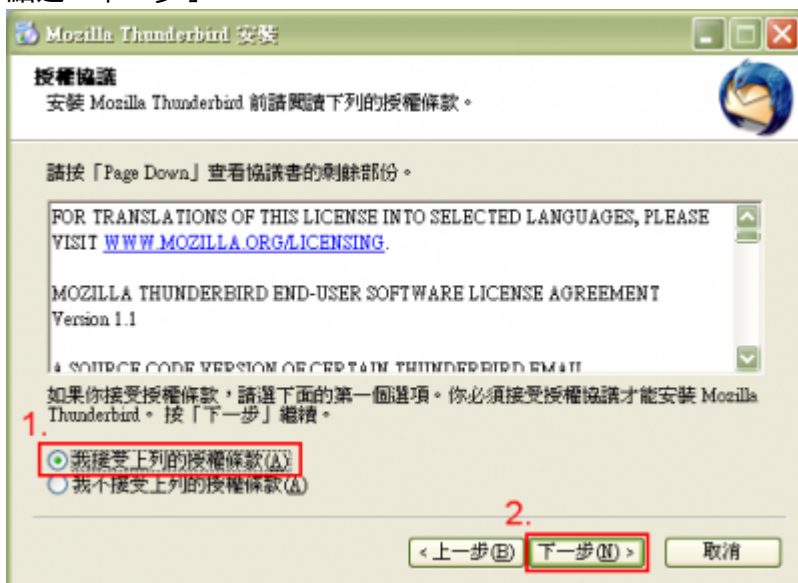 Mozilla Thunderbird 安裝
授權協議
安裝 Mozilla Thunderbird 前請閱讀下列的授權條款。
請按「Page Down」查看協議書的剩餘部份。
FOR TRANSLATIONS OF THIS LICENSE INTO SELECTED LANGUAGES, PLEASE
VISIT WWW.MOZILLA.ORG/LICENSING.
MOZILLA THUNDERBIRD END-USER SOFTWARE LICENSE AGREEMENT
Version 1.1
A SOURCE CODE VERSION OF CERTAIN THUNDERBIRD EMAIL
如果你接受授權條款，請選下面的第一個選項。你必須接受授權協議才能安裝 Mozilla
Thunderbird。 按「下一步」繼續。
1.
我接受上列的授權條款(A)
我不接受上列的授權條款(A)
2.
<上一步(B) 下一步(N)> 取消